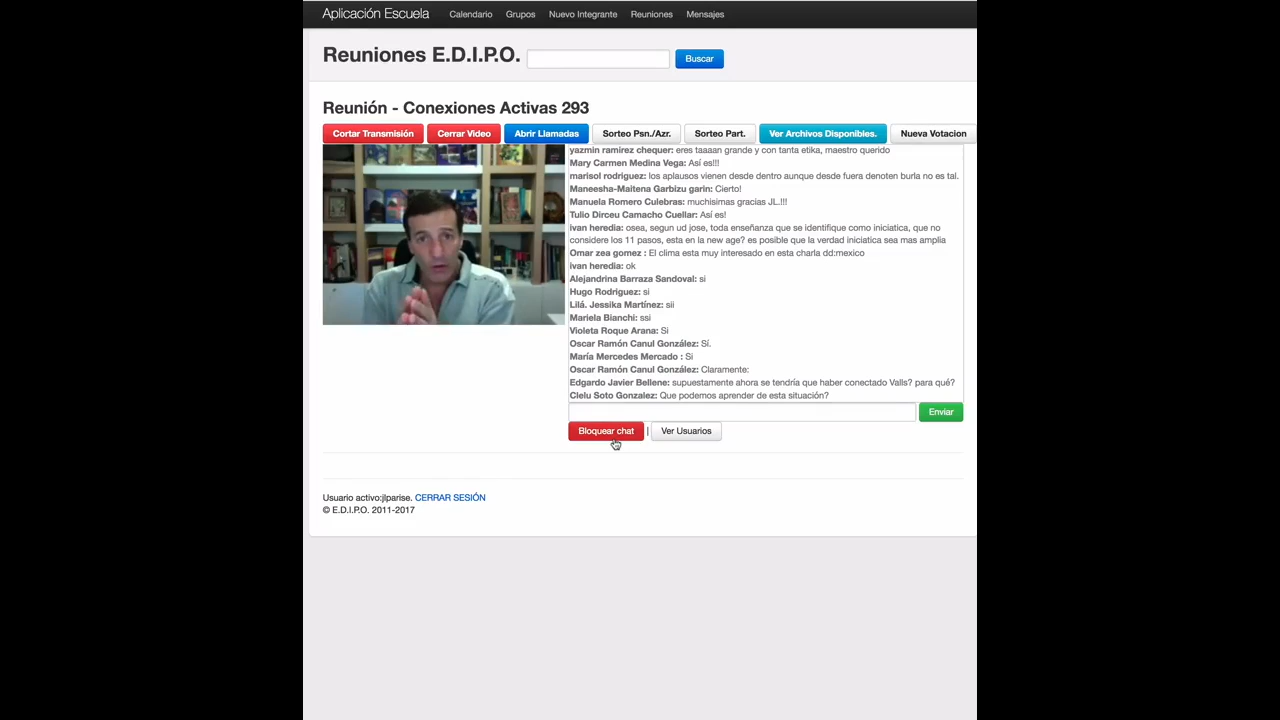 Aplicación Escuela Calendario Grupos Nuevo Integrante Reuniones Mensajes
Reuniones E.D.I.P.O. Buscar
Reunión - Conexiones Activas 293
Cortar Transmisión Cerrar Video Abrir Llamadas Sorteo Psn./Azr. Sorteo Part. Ver Archivos Disponibles. Nueva Votacion
yazmin ramirez chequer: eres taaaan grande y con tanta etika, maestro querido
Mary Carmen Medina Vega: Así es!!!
marisol rodriguez: los aplausos vienen desde dentro aunque desde fuera denoten burla no es tal.
Maneesha-Maitena Garbizu garin: Cierto!
Manuela Romero Culebras: muchisimas gracias JL.!!!
Tulio Dirceu Camacho Cuellar: Así es!
ivan heredia: osea, segun ud jose, toda enseñanza que se identifique como iniciatica, que no
considere los 11 pasos, esta en la new age? es posible que la verdad iniciatica sea mas amplia
Omar zea gomez : El clima esta muy interesado en esta charla dd:mexico
ivan heredia: ok
Alejandrina Barraza Sandoval: si
Hugo Rodriguez: si
Lilá. Jessika Martínez: sii
Mariela Bianchi: ssi
Violeta Roque Arana: Si
Oscar Ramón Canul González: Sí.
María Mercedes Mercado : Si
Oscar Ramón Canul González: Claramente:
Edgardo Javier Bellene: supuestamente ahora se tendría que haber conectado Valls? para qué?
Clelu Soto Gonzalez: Que podemos aprender de esta situación?
Enviar
Bloquear chat | Ver Usuarios
Usuario activo:jlparise. CERRAR SESIÓN
© E.D.I.P.O. 2011-2017